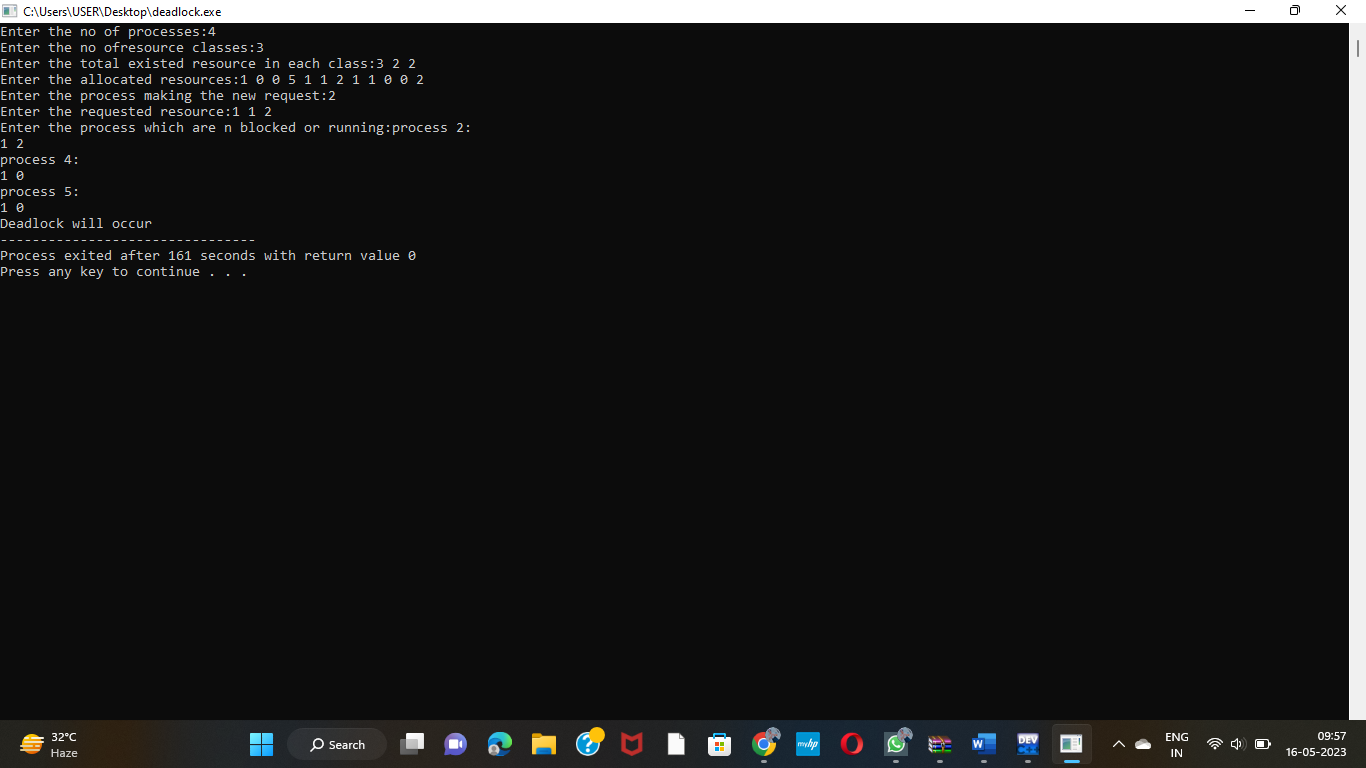 C:\Users\USER\Desktop\deadlock.exe
Enter the no of processes:4
Enter the no ofresource classes:3
Enter the total existed resource in each class:3 2 2
Enter the allocated resources:1 0 0 5 1 1 2 1 1 0 0 2
Enter the process making the new request:2
Enter the requested resource:1 1 2
Enter the process which are n blocked or running:process 2:
1 2
process 4:
1 0
process 5:
1 0
Deadlock will occur
--------------------------------
Process exited after 161 seconds with return value 0
Press any key to continue . . .
32°C
Haze
Search
myhp
W
DEV
C++
ENG
IN
09:57
16-05-2023